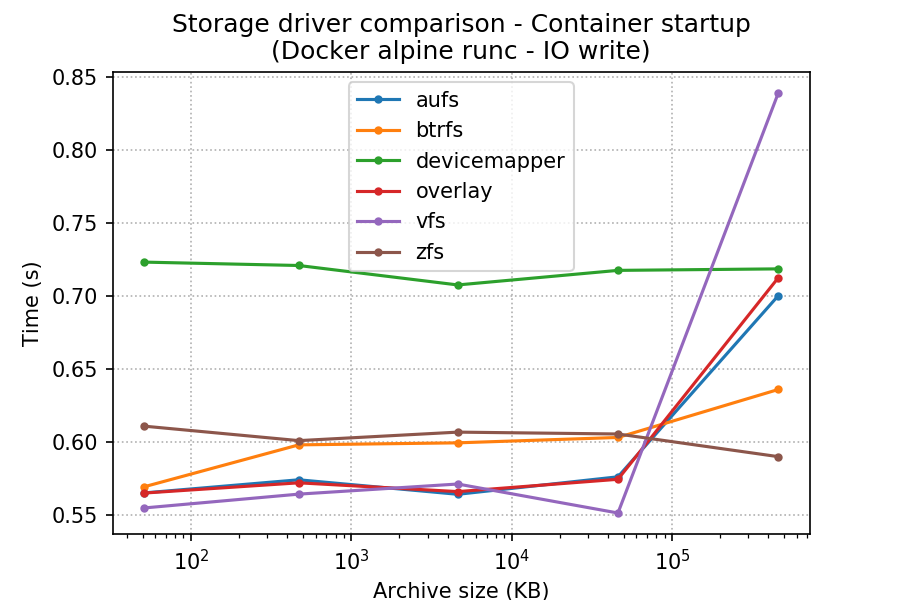 Storage driver comparison - Container startup
(Docker alpine runc - IO write)
0.85
0.80
0.75
0.70
0.65
0.60
0.55
Time (s)
aufs
btrfs
devicemapper
overlay
vfs
zfs
10²
10³
10⁴
10⁵
Archive size (KB)